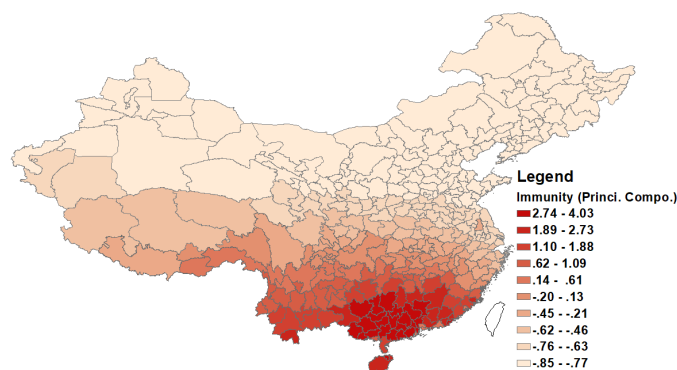 Legend
Immunity (Princi. Compo.)
2.74 - 4.03
1.89 - 2.73
1.10 - 1.88
.62 - 1.09
.14 - .61
-.20 - .13
-.45 - -.21
-.62 - -.46
-.76 - -.63
-.85 - -.77